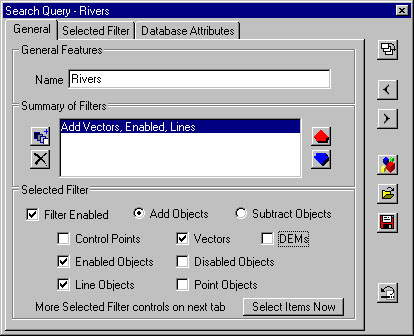 Search Query - Rivers
General
Selected Filter
Database Attributes
General Features
Name
Rivers
Summary of Filters
Add Vectors, Enabled, Lines
Selected Filter
Filter Enabled
Add Objects
Subtract Objects
Control Points
Vectors
DEMs
Enabled Objects
Disabled Objects
Line Objects
Point Objects
More Selected Filter controls on next tab
Select Items Now